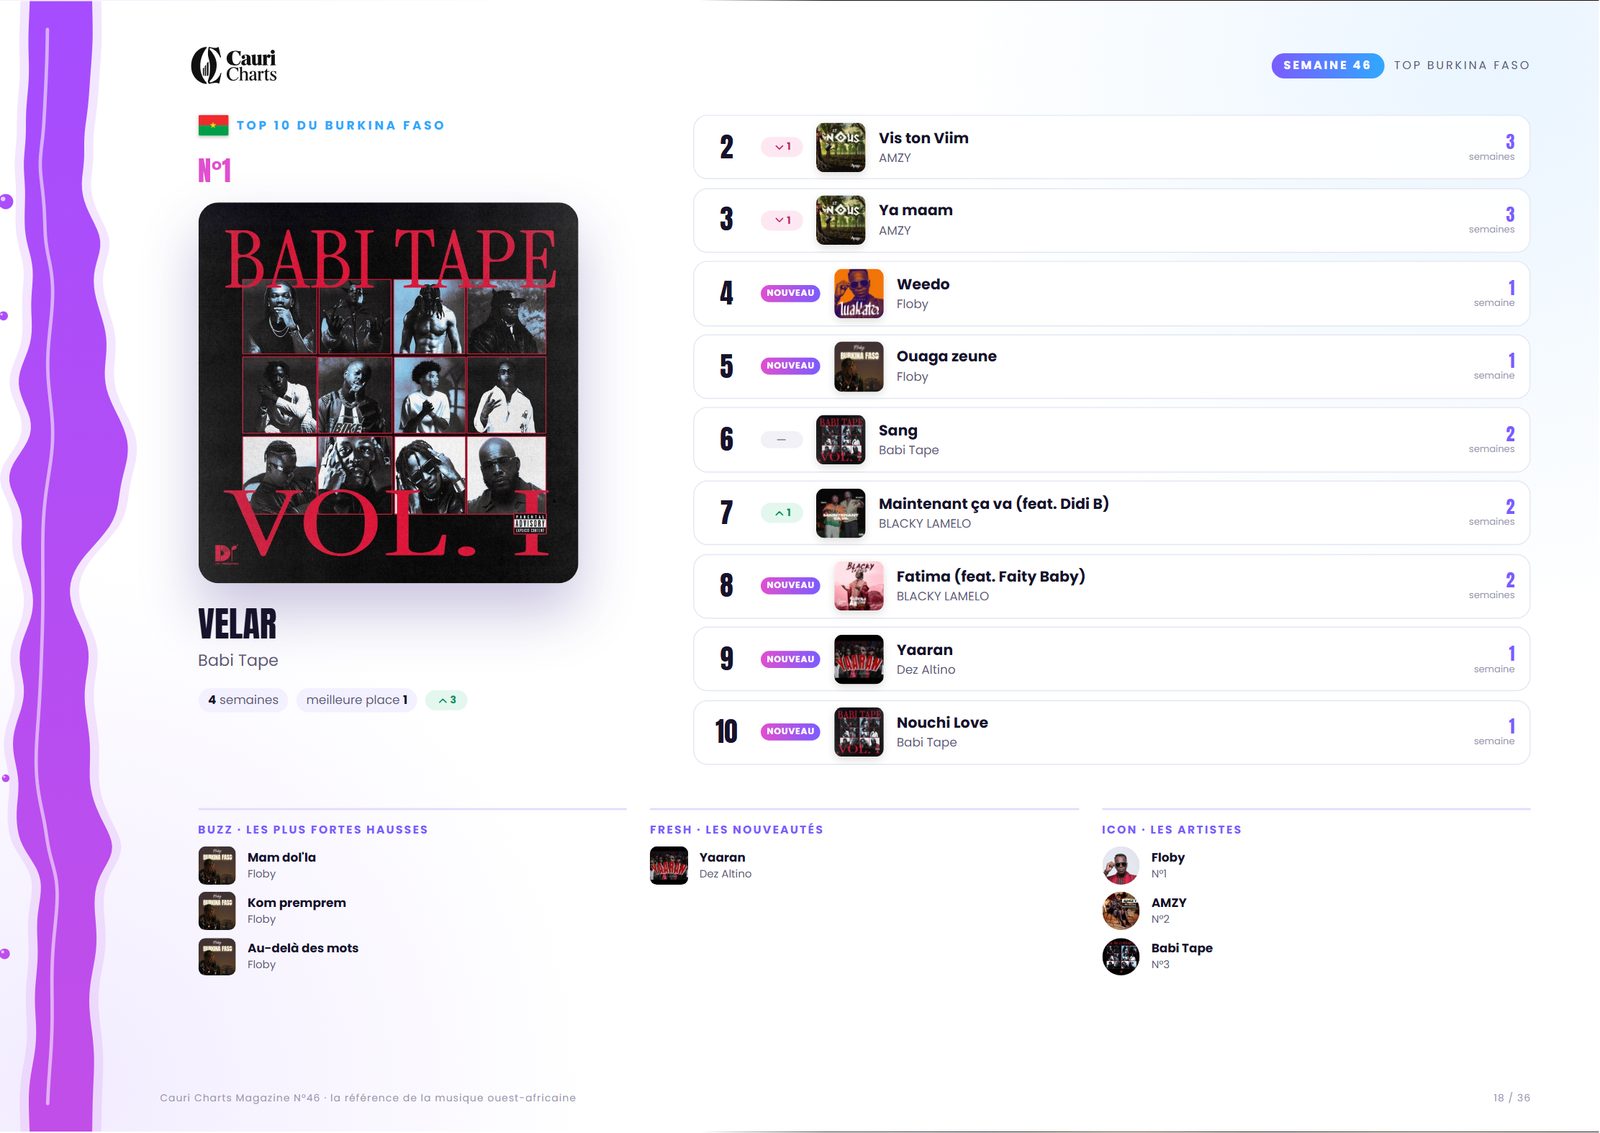 Cauri
Charts
SEMAINE 46 TOP BURKINA FASO
TOP 10 DU BURKINA FASO
N°1
BABI TAPE
VOL. I
PARENTAL
ADVISORY
EXPLICIT CONTENT
VELAR
Babi Tape
4 semaines meilleure place 1 3
2 1 Vis ton Viim 3
AMZY semaines
3 1 Ya maam 3
AMZY semaines
4 NOUVEAU Weedo 1
Floby semaine
5 NOUVEAU Ouaga zeune 1
Floby semaine
6 – Sang 2
Babi Tape semaines
7 1 Maintenant ça va (feat. Didi B) 2
BLACKY LAMELO semaines
8 NOUVEAU Fatima (feat. Faity Baby) 2
BLACKY LAMELO semaines
9 NOUVEAU Yaaran 1
Dez Altino semaine
10 NOUVEAU Nouchi Love 1
Babi Tape semaine
BUZZ · LES PLUS FORTES HAUSSES
Mam dol'la
Floby
Kom premprem
Floby
Au-delà des mots
Floby
FRESH · LES NOUVEAUTÉS
Yaaran
Dez Altino
ICON · LES ARTISTES
Floby
N°1
AMZY
N°2
Babi Tape
N°3
Cauri Charts Magazine N°46 · la référence de la musique ouest-africaine
18 / 36